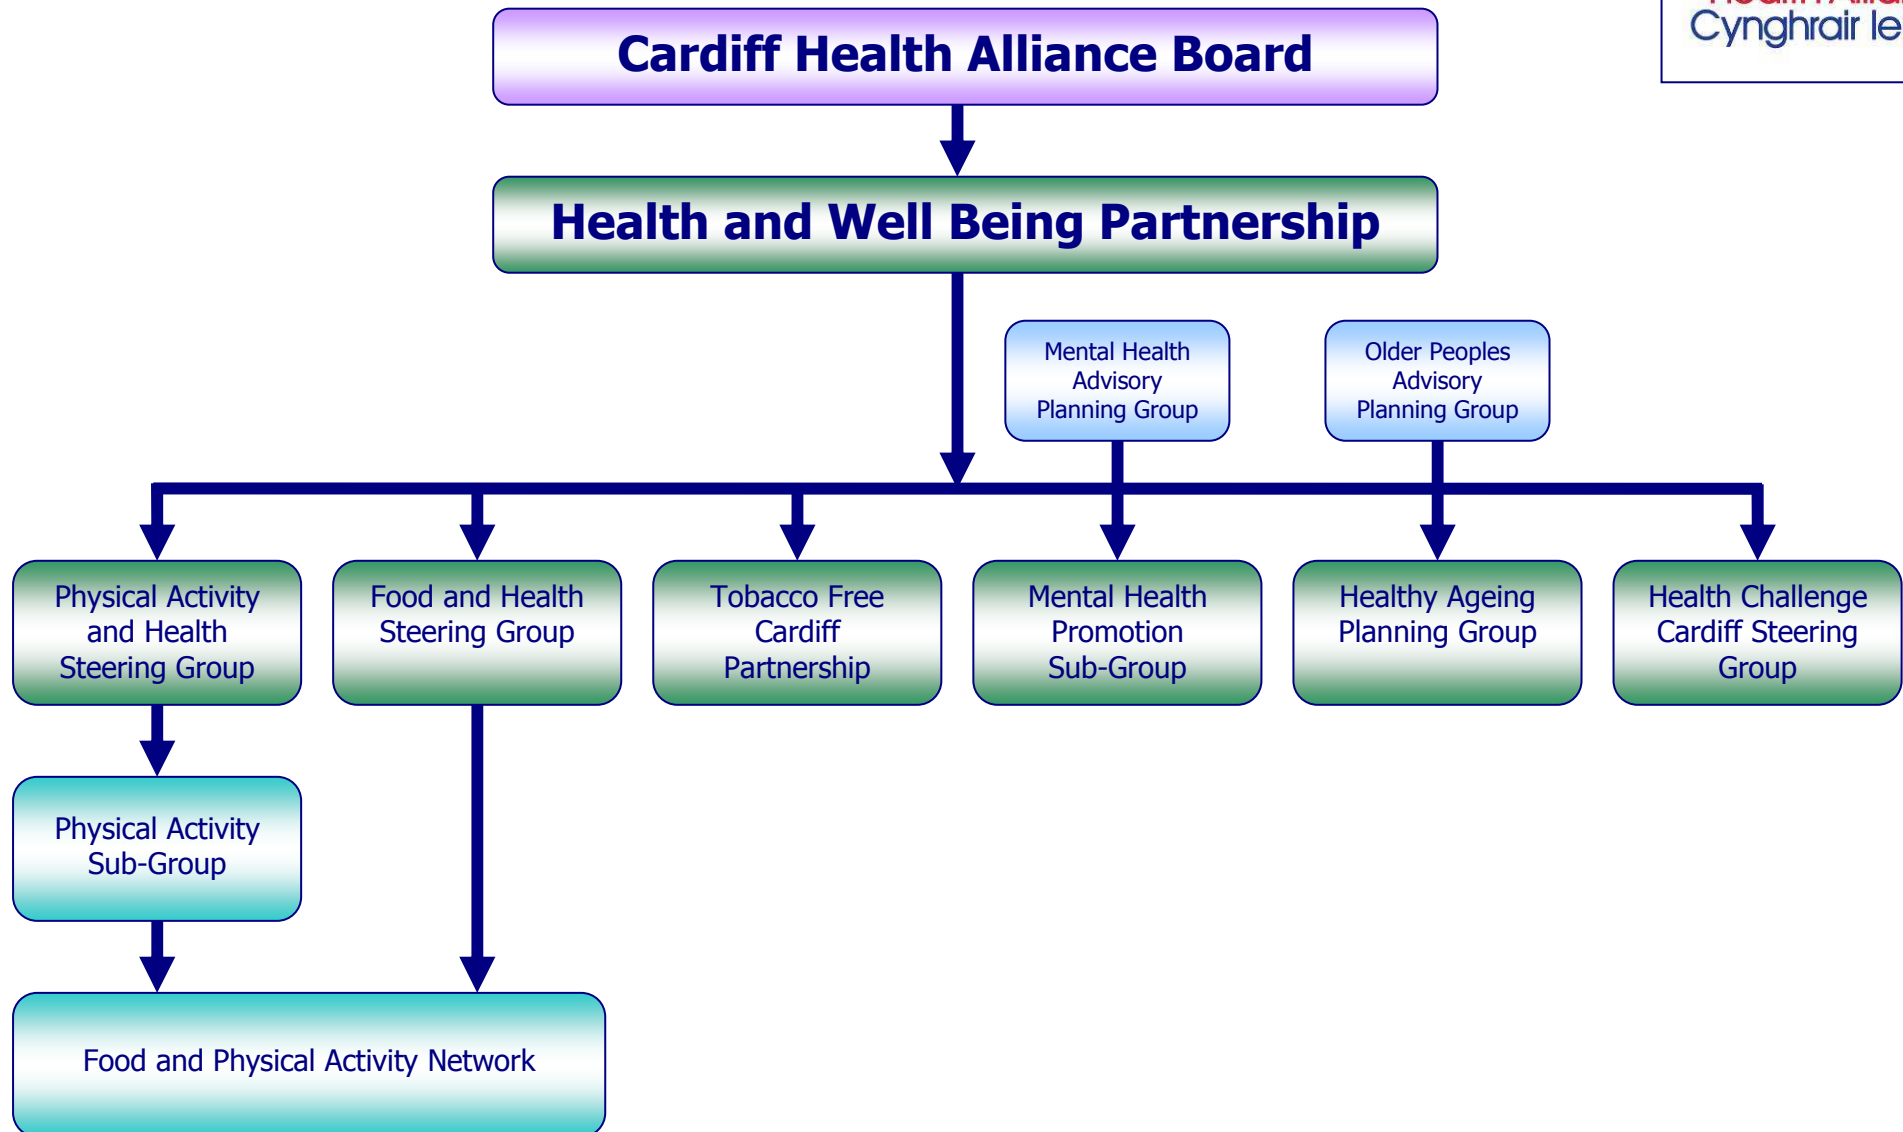 Cynghrair
Cardiff Health Alliance Board
Health and Well Being Partnership
Mental Health
Advisory
Planning Group
Older Peoples
Advisory
Planning Group
Physical Activity
and Health
Steering Group
Food and Health
Steering Group
Tobacco Free
Cardiff
Partnership
Mental Health
Promotion
Sub-Group
Healthy Ageing
Planning Group
Health Challenge
Cardiff Steering
Group
Physical Activity
Sub-Group
Food and Physical Activity Network